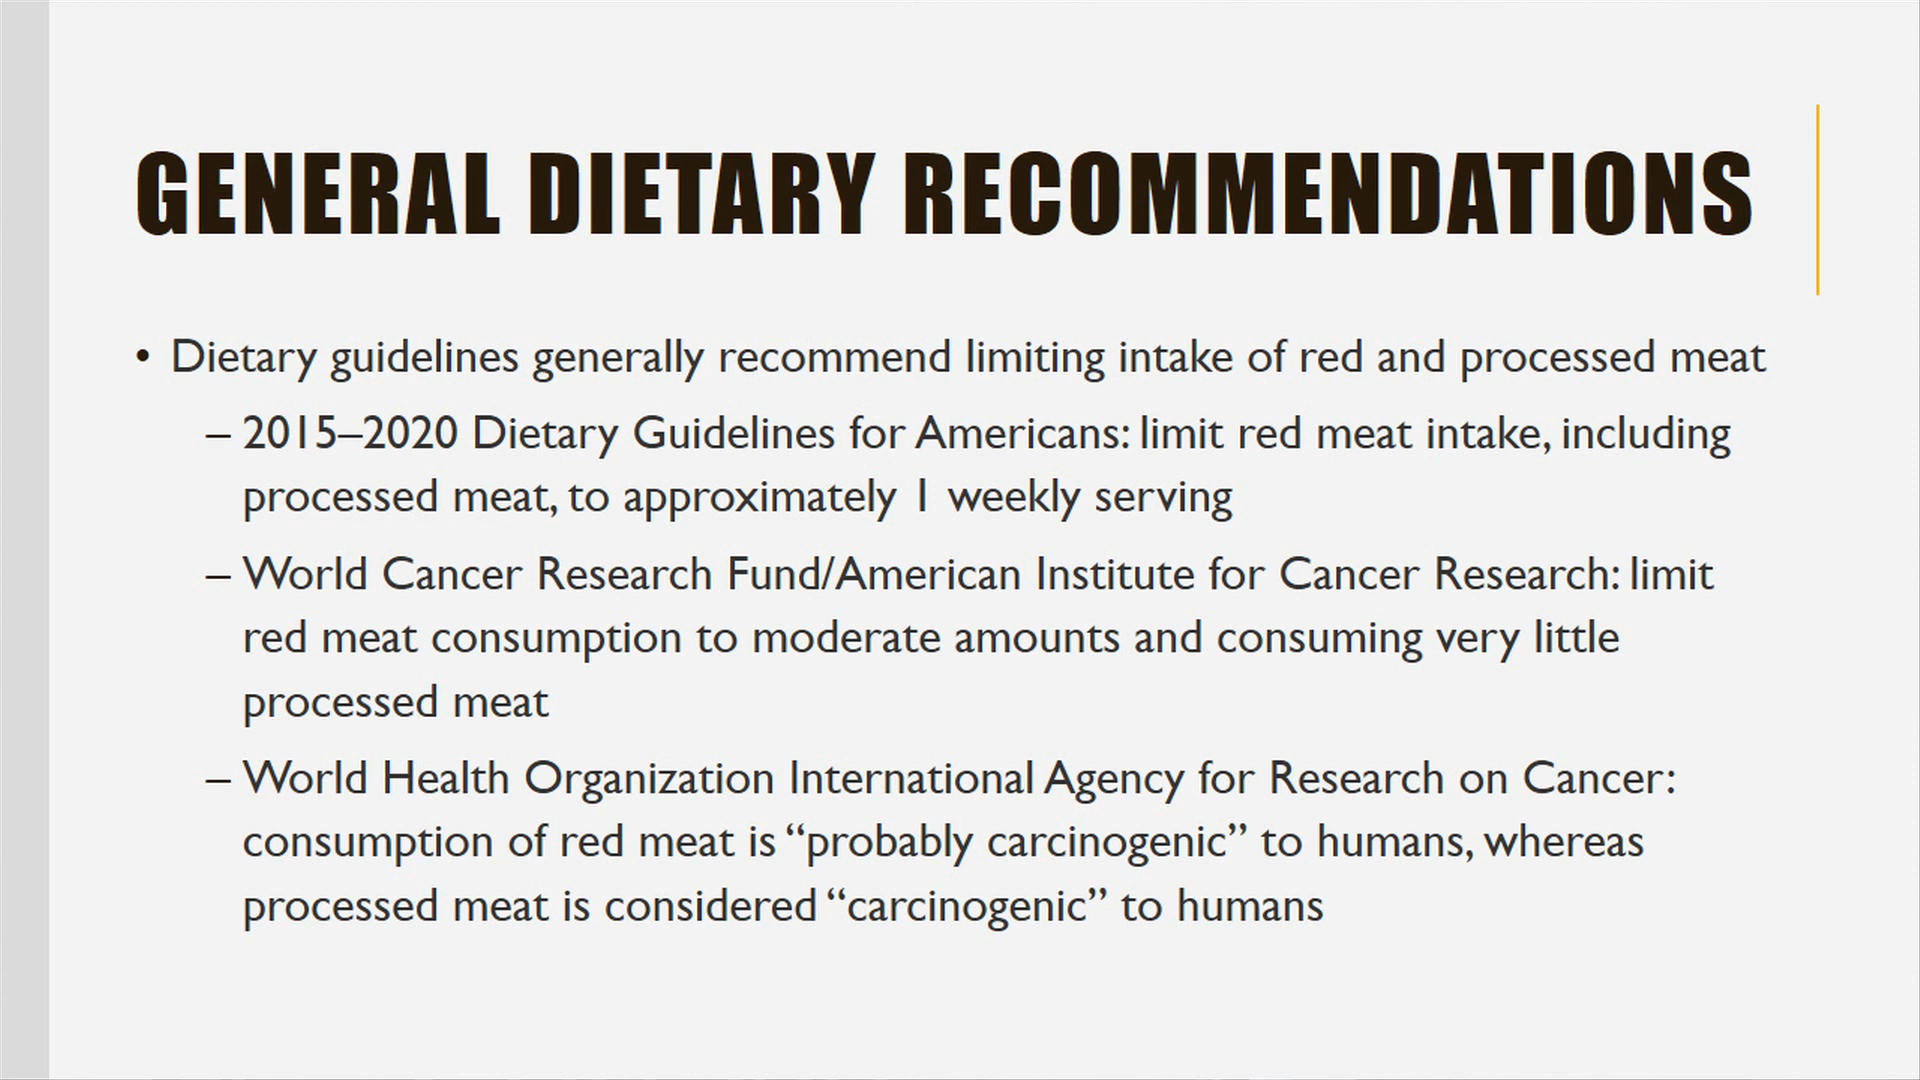 GENERAL DIETARY RECOMMENDATIONS
• Dietary guidelines generally recommend limiting intake of red and processed meat
– 2015–2020 Dietary Guidelines for Americans: limit red meat intake, including
processed meat, to approximately 1 weekly serving
– World Cancer Research Fund/American Institute for Cancer Research: limit
red meat consumption to moderate amounts and consuming very little
processed meat
– World Health Organization International Agency for Research on Cancer:
consumption of red meat is “probably carcinogenic” to humans, whereas
processed meat is considered “carcinogenic” to humans